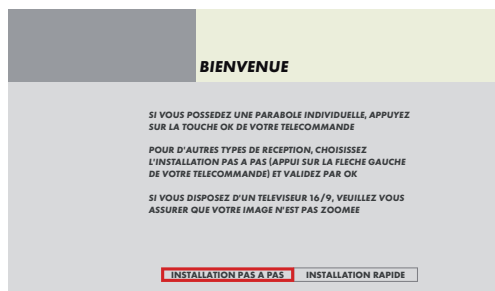 BIENVENUE
SI VOUS POSSEDEZ UNE PARABOLE INDIVIDUELLE, APPUYEZ
SUR LA TOUCHE OK DE VOTRE TELECOMMANDE
POUR D'AUTRES TYPES DE RECEPTION, CHOISISSEZ
L'INSTALLATION PAS A PAS (APPUI SUR LA FLECHE GAUCHE
DE VOTRE TELECOMMANDE) ET VALIDEZ PAR OK
SI VOUS DISPOSEZ D'UN TELEVISEUR 16/9, VEUILLEZ VOUS
ASSURER QUE VOTRE IMAGE N'EST PAS ZOOMEE
INSTALLATION PAS A PAS INSTALLATION RAPIDE